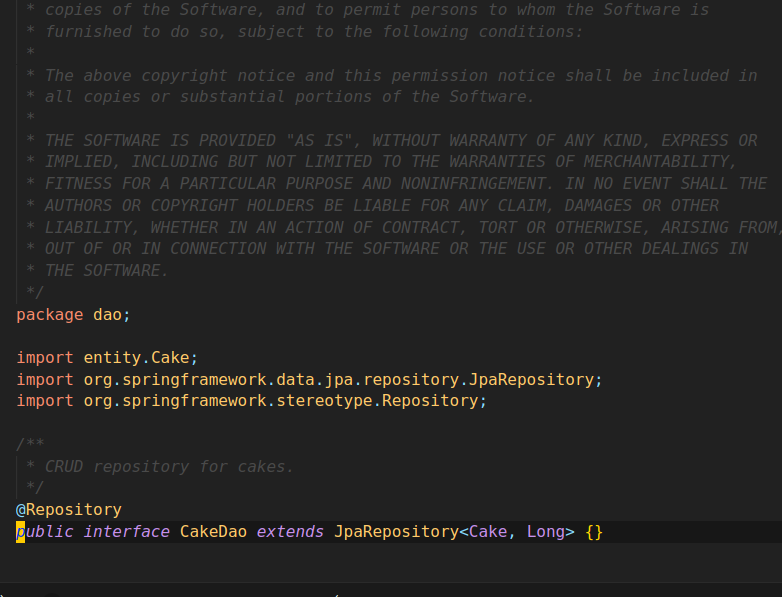 * copies of the Software, and to permit persons to whom the Software is
* furnished to do so, subject to the following conditions:
*
* The above copyright notice and this permission notice shall be included in
* all copies or substantial portions of the Software.
*
* THE SOFTWARE IS PROVIDED "AS IS", WITHOUT WARRANTY OF ANY KIND, EXPRESS OR
* IMPLIED, INCLUDING BUT NOT LIMITED TO THE WARRANTIES OF MERCHANTABILITY,
* FITNESS FOR A PARTICULAR PURPOSE AND NONINFRINGEMENT. IN NO EVENT SHALL THE
* AUTHORS OR COPYRIGHT HOLDERS BE LIABLE FOR ANY CLAIM, DAMAGES OR OTHER
* LIABILITY, WHETHER IN AN ACTION OF CONTRACT, TORT OR OTHERWISE, ARISING FROM,
* OUT OF OR IN CONNECTION WITH THE SOFTWARE OR THE USE OR OTHER DEALINGS IN
* THE SOFTWARE.
*/
package dao;

import entity.Cake;
import org.springframework.data.jpa.repository.JpaRepository;
import org.springframework.stereotype.Repository;

/**
* CRUD repository for cakes.
*/
@Repository
public interface CakeDao extends JpaRepository<Cake, Long> {}